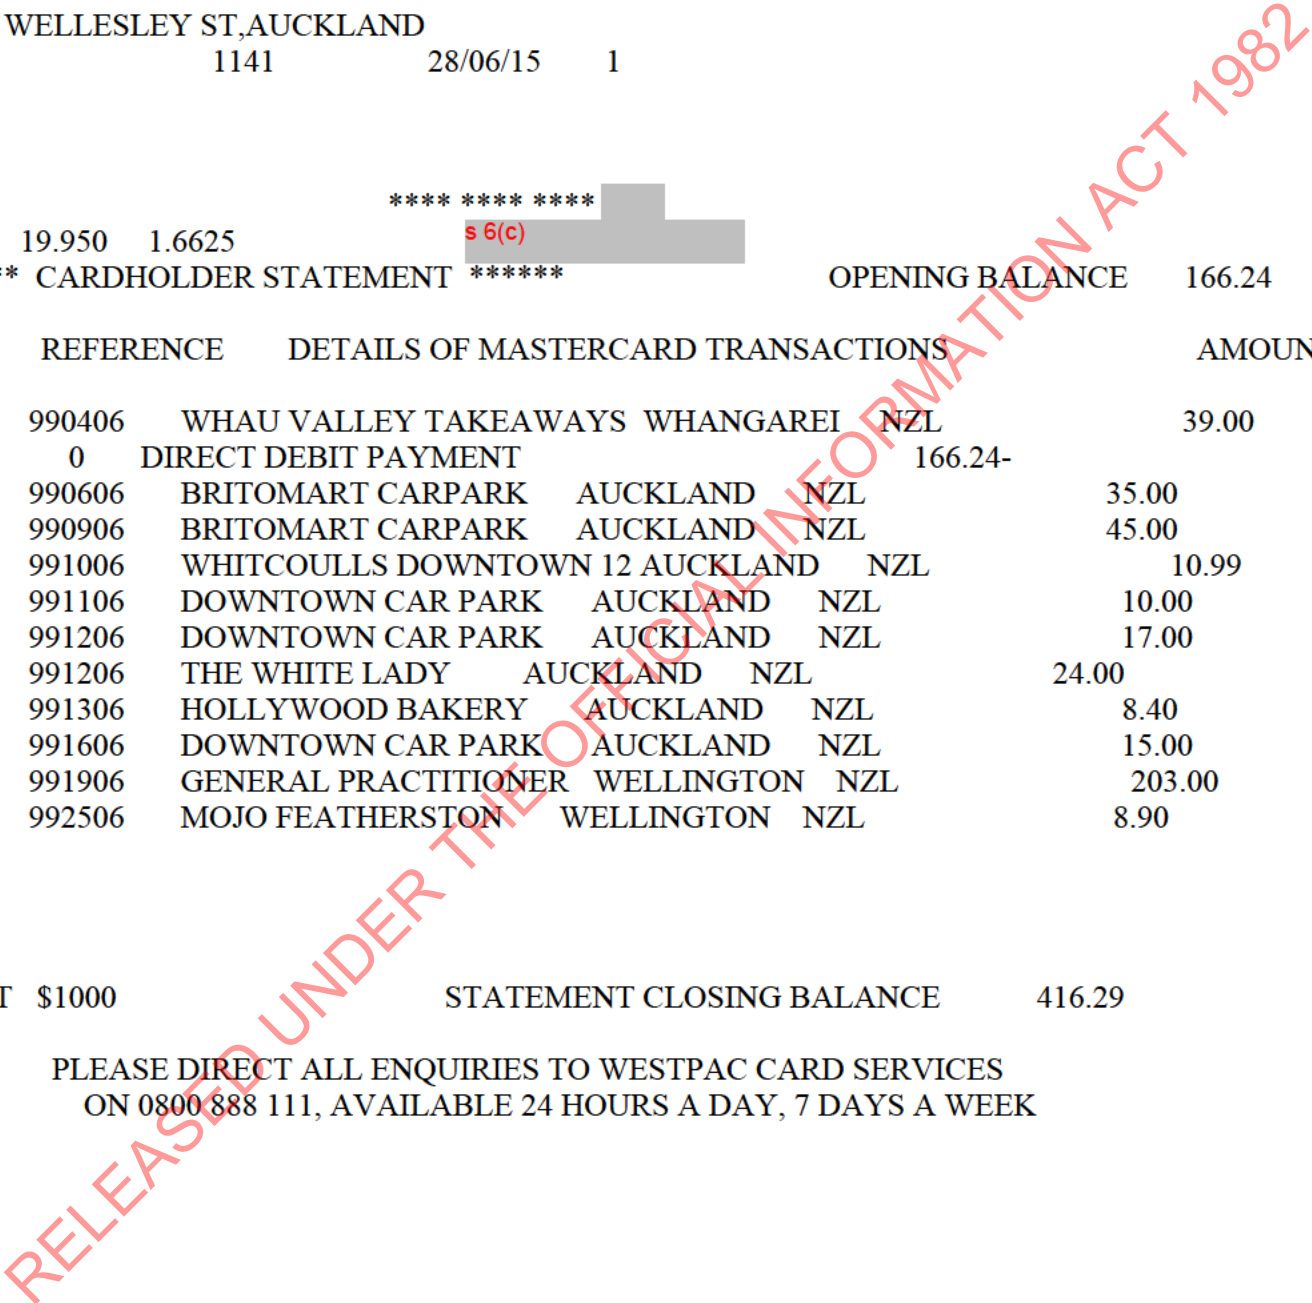 WELLESLEY ST,AUCKLAND
1141 28/06/15 1
**** **** ****
s 6(c)
19.950 1.6625
** CARDHOLDER STATEMENT ****** OPENING BALANCE 166.24
REFERENCE DETAILS OF MASTERCARD TRANSACTIONS AMOUN
990406 WHAU VALLEY TAKEAWAYS WHANGAREI NZL 39.00
0 DIRECT DEBIT PAYMENT 166.24-
990606 BRITOMART CARPARK AUCKLAND NZL 35.00
990906 BRITOMART CARPARK AUCKLAND NZL 45.00
991006 WHITCOULLS DOWNTOWN 12 AUCKLAND NZL 10.99
991106 DOWNTOWN CAR PARK AUCKLAND NZL 10.00
991206 DOWNTOWN CAR PARK AUCKLAND NZL 17.00
991206 THE WHITE LADY AUCKLAND NZL 24.00
991306 HOLLYWOOD BAKERY AUCKLAND NZL 8.40
991606 DOWNTOWN CAR PARK AUCKLAND NZL 15.00
991906 GENERAL PRACTITIONER WELLINGTON NZL 203.00
992506 MOJO FEATHERSTON WELLINGTON NZL 8.90
T $1000 STATEMENT CLOSING BALANCE 416.29
PLEASE DIRECT ALL ENQUIRIES TO WESTPAC CARD SERVICES
ON 0800 888 111, AVAILABLE 24 HOURS A DAY, 7 DAYS A WEEK
RELEASED UNDER THE OFFICIAL INFORMATION ACT 1982